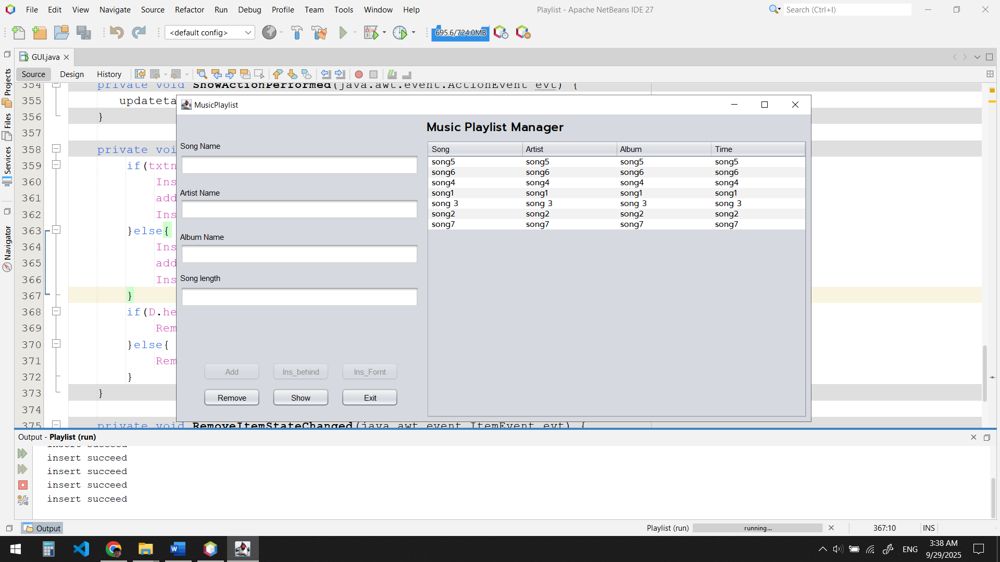 File Edit View Navigate Source Refactor Run Debug Profile Team Tools Window Help
Playlist - Apache NetBeans IDE 27
Search (Ctrl+I)
<default config>
695.6/724.0MB
GUI.java
Source Design History
Projects
Files
Services
Navigator
354 private void ShowActionPerformed(java.awt.event.ActionEvent evt) {
355 updateta
356 }
357
358 private voi
359 if(txtn
360 Ins
361 add
362 Ins
363 }else{
364 Ins
365 add
366 Ins
367 }
368 if(D.he
369 Rem
370 }else{
371 Rem
372 }
373 }
374
375 private void RemoveItemStateChanged(java.awt.event.ItemEvent evt) {
MusicPlaylist
Music Playlist Manager
Song Name
Artist Name
Album Name
Song length
Add Ins_behind Ins_Fornt
Remove Show Exit
Song Artist Album Time
song5 song5 song5 song5
song6 song6 song6 song6
song4 song4 song4 song4
song1 song1 song1 song1
song 3 song 3 song 3 song 3
song2 song2 song2 song2
song7 song7 song7 song7
Output - Playlist (run)
insert succeed
insert succeed
insert succeed
insert succeed
insert succeed
Output
Playlist (run) running... 367:10 INS
ENG
3:38 AM
9/29/2025